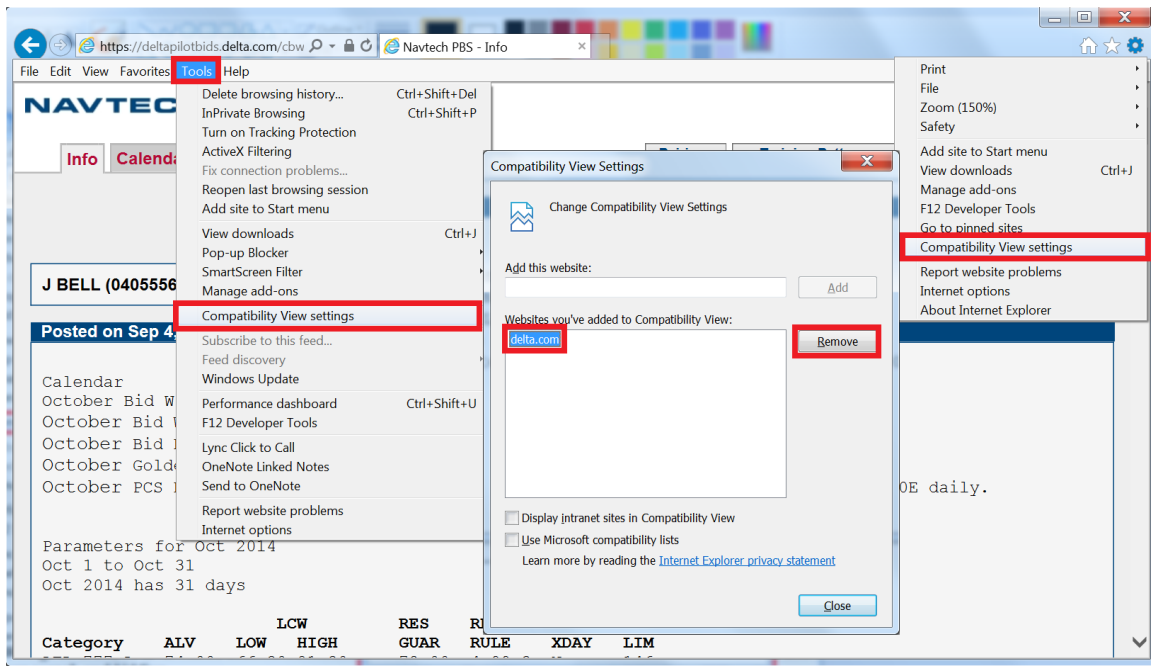 https://deltapilotbids.delta.com/cbw
Navtech PBS - Info
File Edit View Favorites Tools Help
NAVTEC
Info Calenda
J BELL (0405556
Posted on Sep 4,
Calendar
October Bid W
October Bid
October Bid
October Golde
October PCS
0E daily.
Parameters for Oct 2014
Oct 1 to Oct 31
Oct 2014 has 31 days
LCW RES
Category ALV LOW HIGH GUAR RULE XDAY LIM
Delete browsing history... Ctrl+Shift+Del
InPrivate Browsing Ctrl+Shift+P
Turn on Tracking Protection
ActiveX Filtering
Fix connection problems...
Reopen last browsing session
Add site to Start menu
View downloads Ctrl+J
Pop-up Blocker
SmartScreen Filter
Manage add-ons
Compatibility View settings
Subscribe to this feed...
Feed discovery
Windows Update
Performance dashboard Ctrl+Shift+U
F12 Developer Tools
Lync Click to Call
OneNote Linked Notes
Send to OneNote
Report website problems
Internet options
Compatibility View Settings
Change Compatibility View Settings
Add this website:
Add
Websites you've added to Compatibility View:
delta.com
Remove
Display intranet sites in Compatibility View
Use Microsoft compatibility lists
Learn more by reading the Internet Explorer privacy statement
Close
Print
File
Zoom (150%)
Safety
Add site to Start menu
View downloads Ctrl+J
Manage add-ons
F12 Developer Tools
Go to pinned sites
Compatibility View settings
Report website problems
Internet options
About Internet Explorer